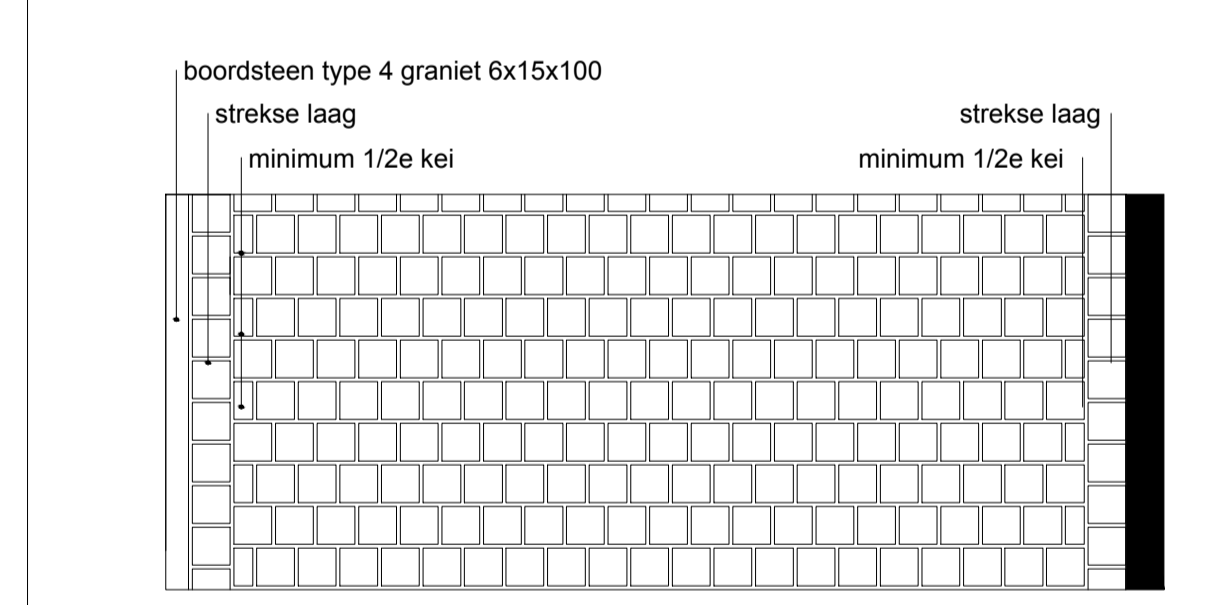 boordsteen type 4 graniet 6x15x100
strekse laag
strekse laag
minimum 1/2e kei
minimum 1/2e kei